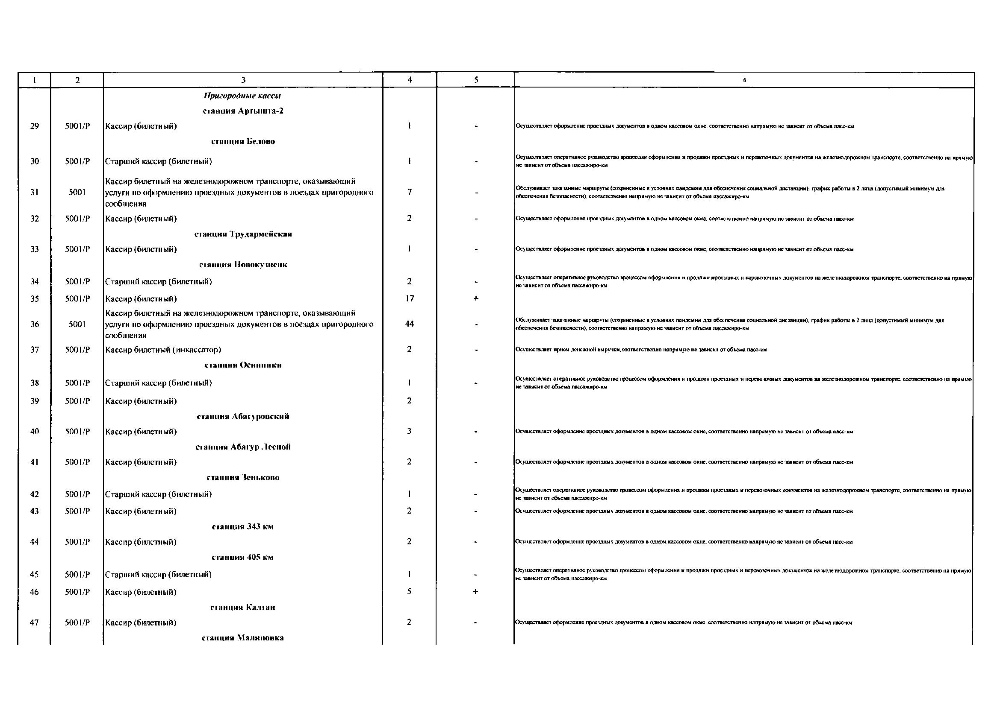 1 2 3 4 5 6
Пригородные кассы
станция Артышта-2
29 5001/Р Кассир (билетный) 1 - Осуществляет оформление проездных документов в одном кассовом окне, соответственно напрямую не зависит от объема пасс-км
станция Белово
30 5001/Р Старший кассир (билетный) 1 - Осуществляет оперативное руководство процессом оформления и продажи проездных и перевозочных документов на железнодорожном транспорте, соответственно на прямую
не зависит от объема пассажиро-км
Кассир билетный на железнодорожном транспорте, оказывающий
31 5001 услуги по оформлению проездных документов в поездах пригородного 7 - Обслуживает заказанные маршруты (сохраненные в условиях пандемии для обеспечения социальной дистанции), график работы в 2 лица (допустимый минимум для
сообщения обеспечения безопасности), соответственно напрямую не зависит от объема пассажиро-км
32 5001/Р Кассир (билетный) 2 - Осуществляет оформление проездных документов в одном кассовом окне, соответственно напрямую не зависит от объема пасс-км
станция Трудармейская
33 5001/Р Кассир (билетный) 1 - Осуществляет оформление проездных документов в одном кассовом окне, соответственно напрямую не зависит от объема пасс-км
станция Новокузнецк
34 5001/Р Старший кассир (билетный) 2 - Осуществляет оперативное руководство процессом оформления и продажи проездных и перевозочных документов на железнодорожном транспорте, соответственно на прямую
не зависит от объема пассажиро-км
35 5001/Р Кассир (билетный) 17 +
Кассир билетный на железнодорожном транспорте, оказывающий
36 5001 услуги по оформлению проездных документов в поездах пригородного 44 - Обслуживает заказанные маршруты (сохраненные в условиях пандемии для обеспечения социальной дистанции), график работы в 2 лица (допустимый минимум для
сообщения обеспечения безопасности), соответственно напрямую не зависит от объема пассажиро-км
37 5001/Р Кассир билетный (инкассатор) 2 - Осуществляет прием денежной выручки, соответственно напрямую не зависит от объема пасс-км
станция Осинники
38 5001/Р Старший кассир (билетный) 1 - Осуществляет оперативное руководство процессом оформления и продажи проездных и перевозочных документов на железнодорожном транспорте, соответственно на прямую
не зависит от объема пассажиро-км
39 5001/Р Кассир (билетный) 2
станция Абагуровский
40 5001/Р Кассир (билетный) 3 - Осуществляет оформление проездных документов в одном кассовом окне, соответственно напрямую не зависит от объема пасс-км
станция Абагур Лесной
41 5001/Р Кассир (билетный) 2 - Осуществляет оформление проездных документов в одном кассовом окне, соответственно напрямую не зависит от объема пасс-км
станция Зеньково
42 5001/Р Старший кассир (билетный) 1 - Осуществляет оперативное руководство процессом оформления и продажи проездных и перевозочных документов на железнодорожном транспорте, соответственно на прямую
не зависит от объема пассажиро-км
43 5001/Р Кассир (билетный) 2 - Осуществляет оформление проездных документов в одном кассовом окне, соответственно напрямую не зависит от объема пасс-км
станция 343 км
44 5001/Р Кассир (билетный) 2 - Осуществляет оформление проездных документов в одном кассовом окне, соответственно напрямую не зависит от объема пасс-км
станция 405 км
45 5001/Р Старший кассир (билетный) 1 - Осуществляет оперативное руководство процессом оформления и продажи проездных и перевозочных документов на железнодорожном транспорте, соответственно на прямую
не зависит от объема пассажиро-км
46 5001/Р Кассир (билетный) 5 +
станция Калтан
47 5001/Р Кассир (билетный) 2 - Осуществляет оформление проездных документов в одном кассовом окне, соответственно напрямую не зависит от объема пасс-км
станция Малиновка